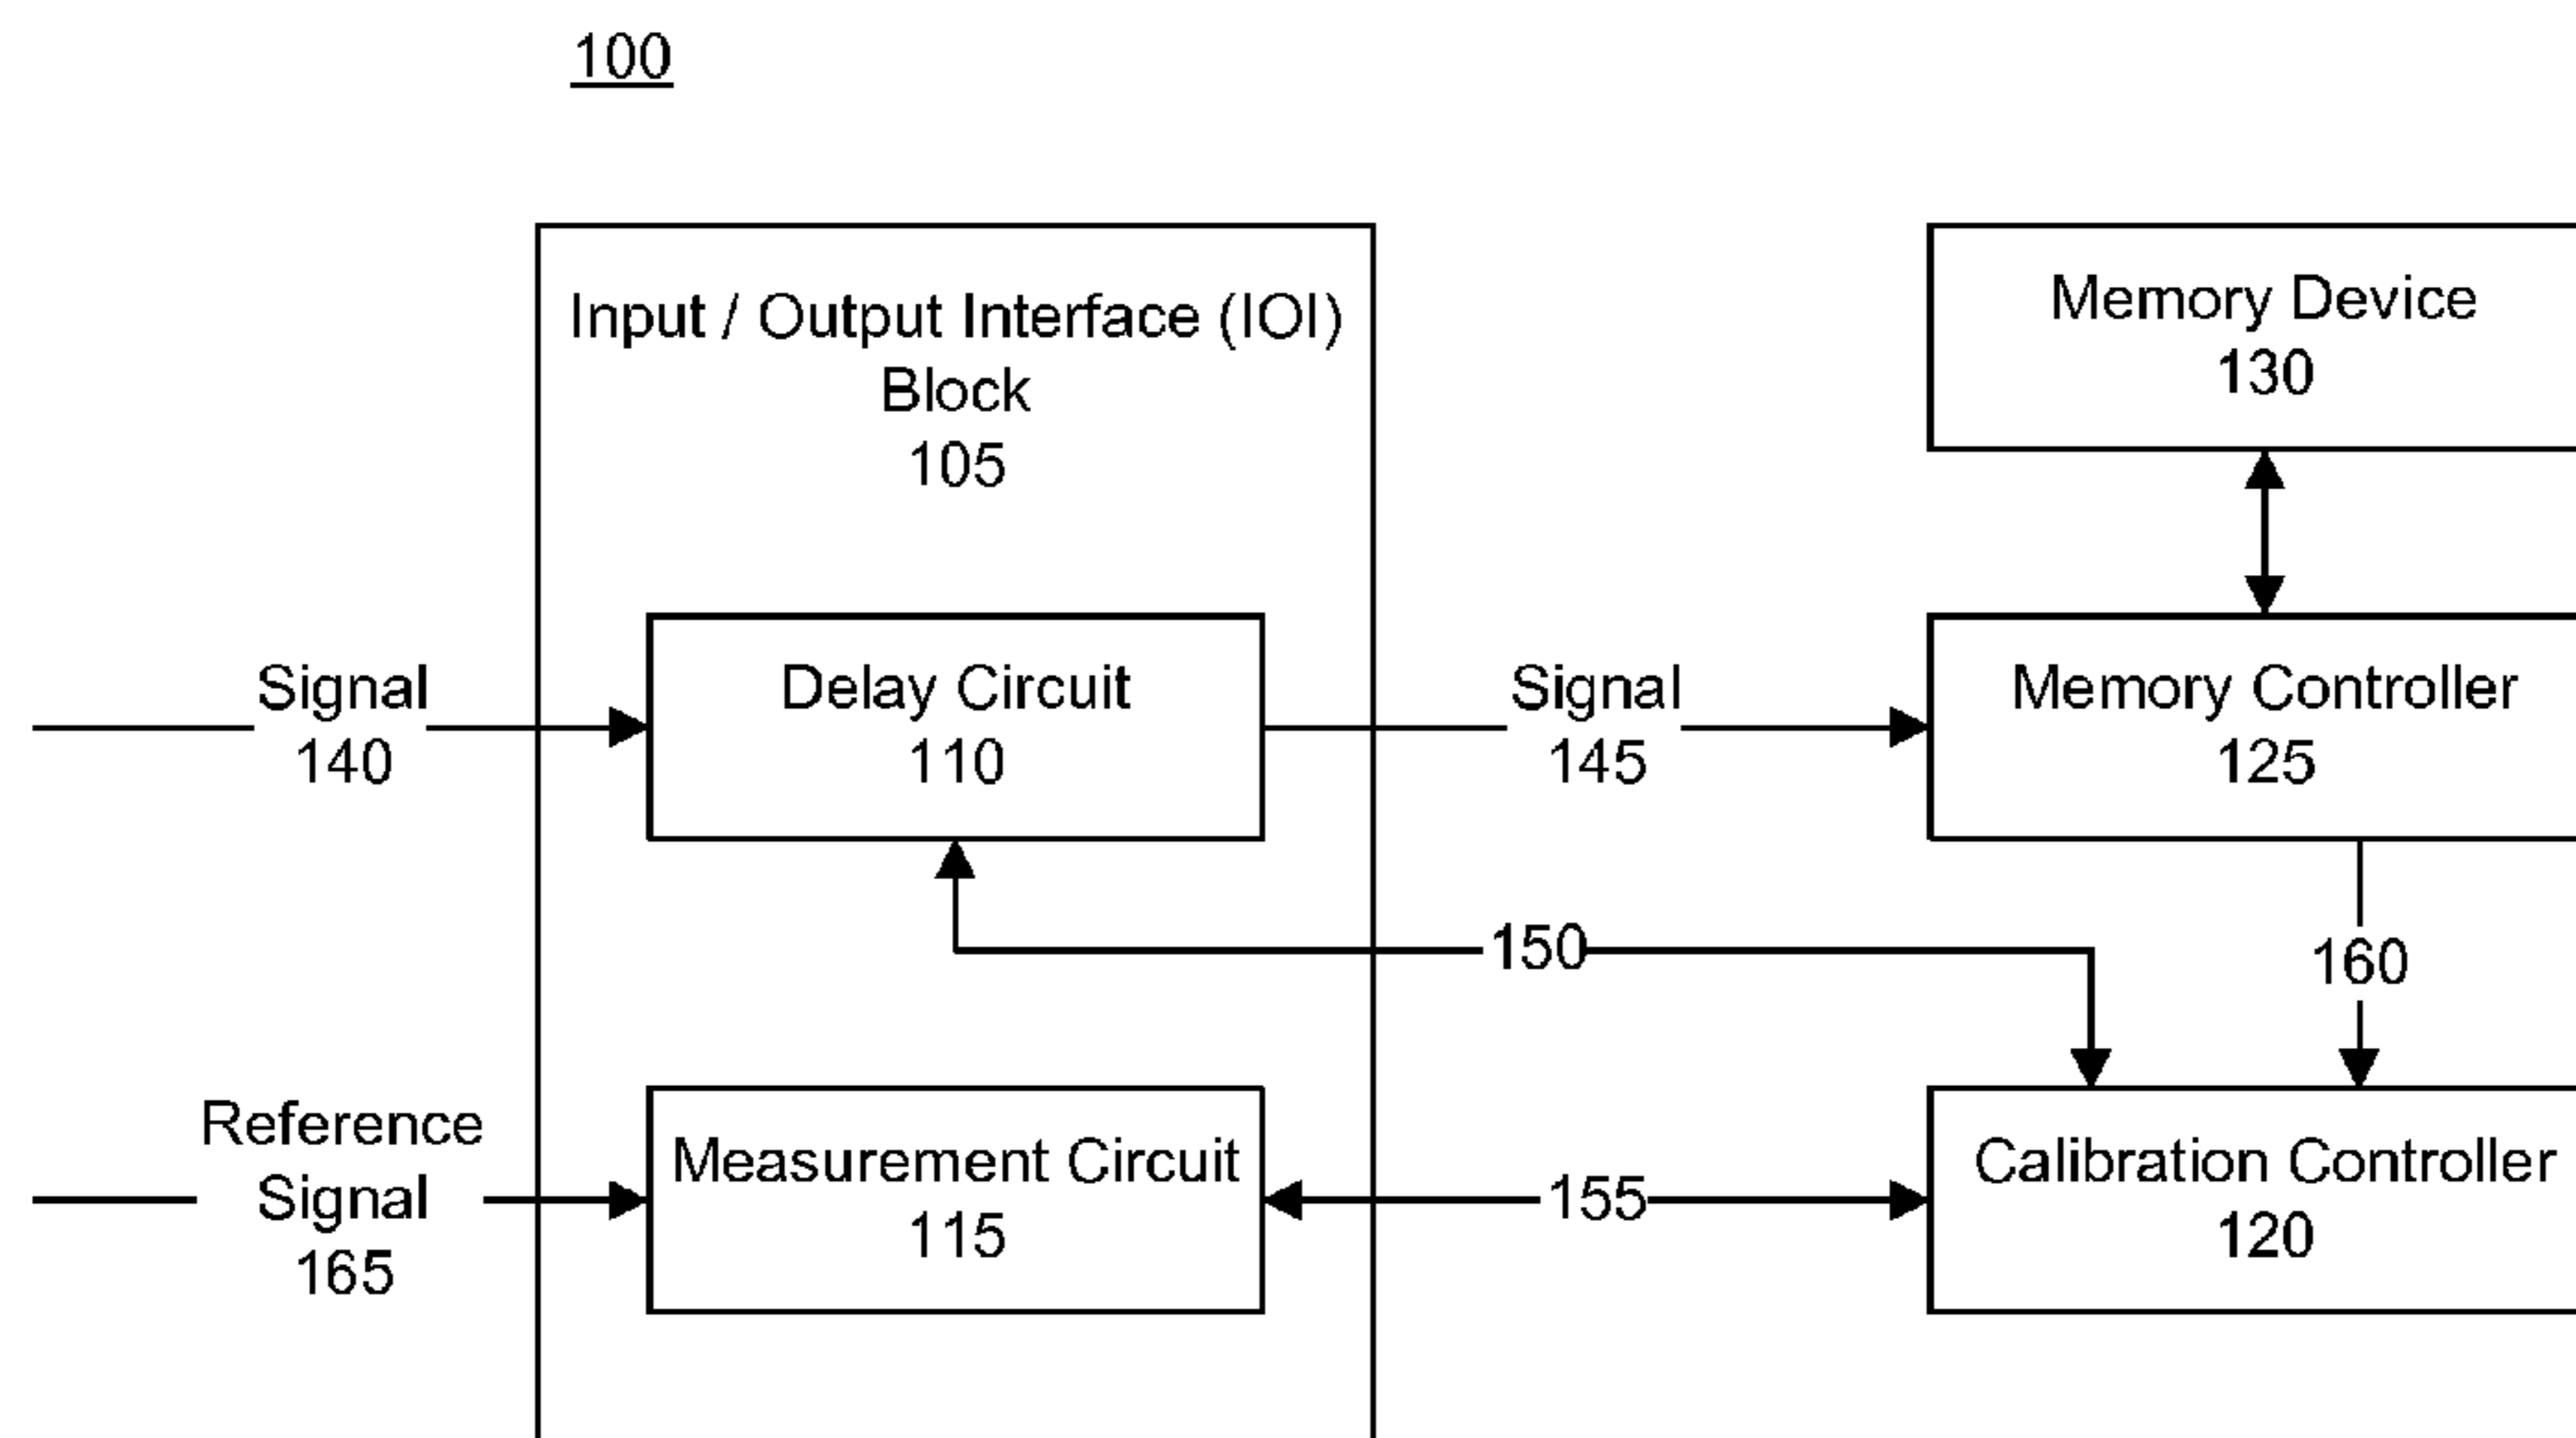 100
Input / Output Interface (IOI)
Block
105
Memory Device
130
Signal
140
Delay Circuit
110
Signal
145
Memory Controller
125
150
160
Reference
Signal
165
Measurement Circuit
115
155
Calibration Controller
120